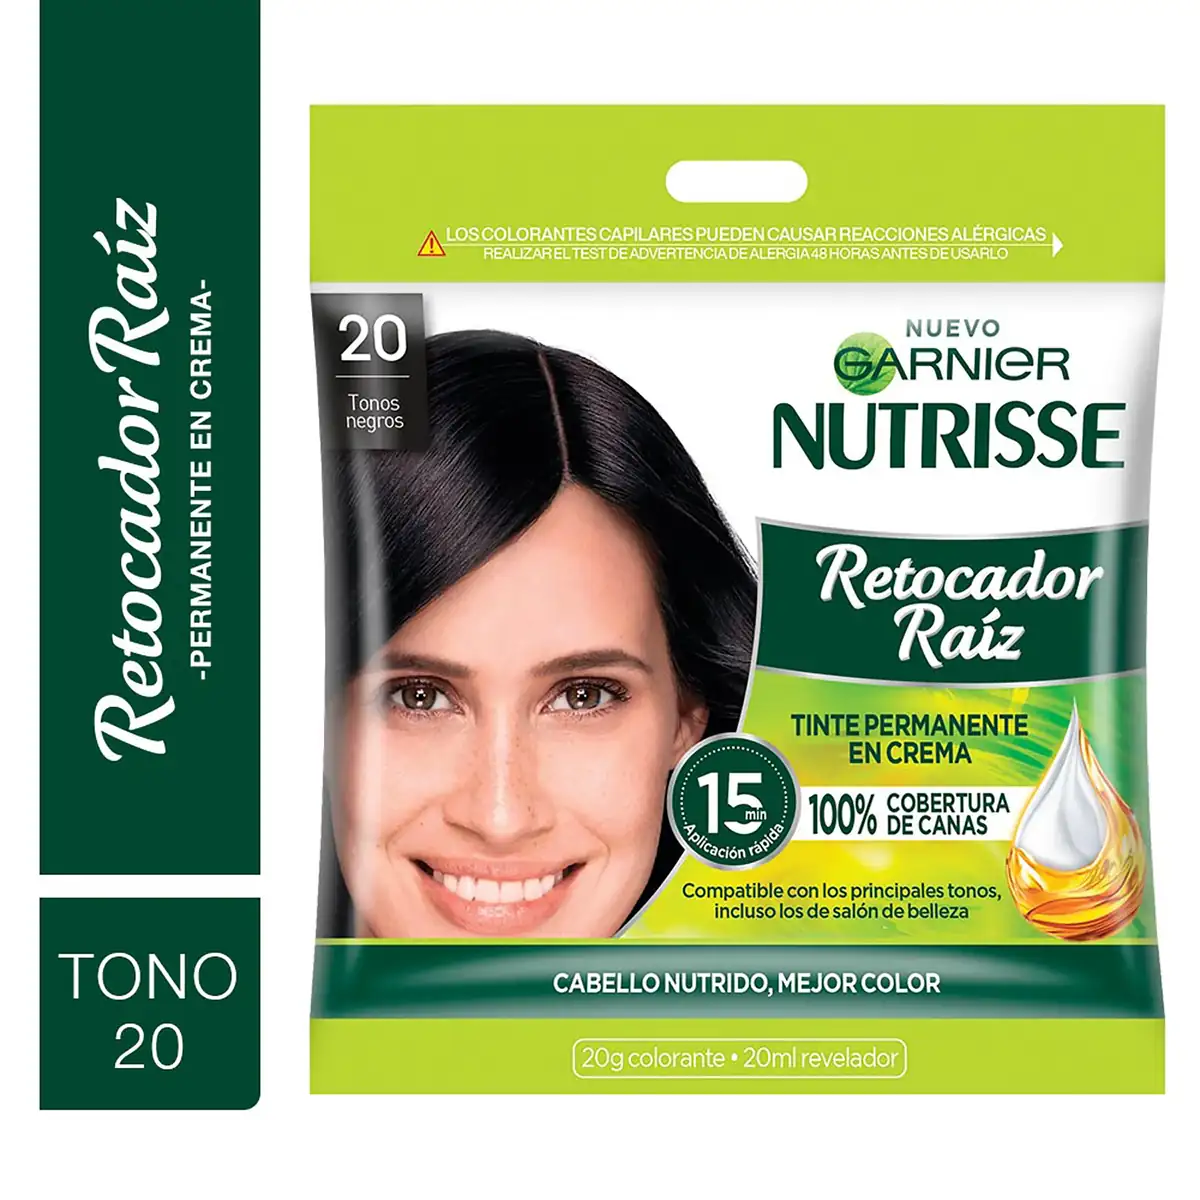 Retocador Raíz
-PERMANENTE EN CREMA-
TONO
20
LOS COLORANTES CAPILARES PUEDEN CAUSAR REACCIONES ALÉRGICAS
REALIZAR EL TEST DE ADVERTENCIA DE ALERGIA 48 HORAS ANTES DE USARLO
20
Tonos
negros
NUEVO
GARNIER
NUTRISSE
Retocador
Raíz
TINTE PERMANENTE
EN CREMA
15 min
Aplicación rápida
100% COBERTURA
DE CANAS
Compatible con los principales tonos,
incluso los de salón de belleza
CABELLO NUTRIDO, MEJOR COLOR
20g colorante • 20ml revelador